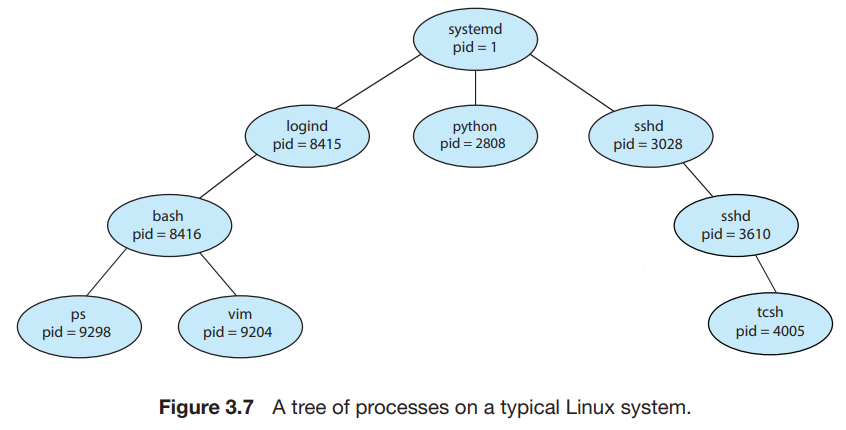 systemd
pid = 1
logind
pid = 8415
python
pid = 2808
sshd
pid = 3028
bash
pid = 8416
sshd
pid = 3610
ps
pid = 9298
vim
pid = 9204
tcsh
pid = 4005
Figure 3.7 A tree of processes on a typical Linux system.